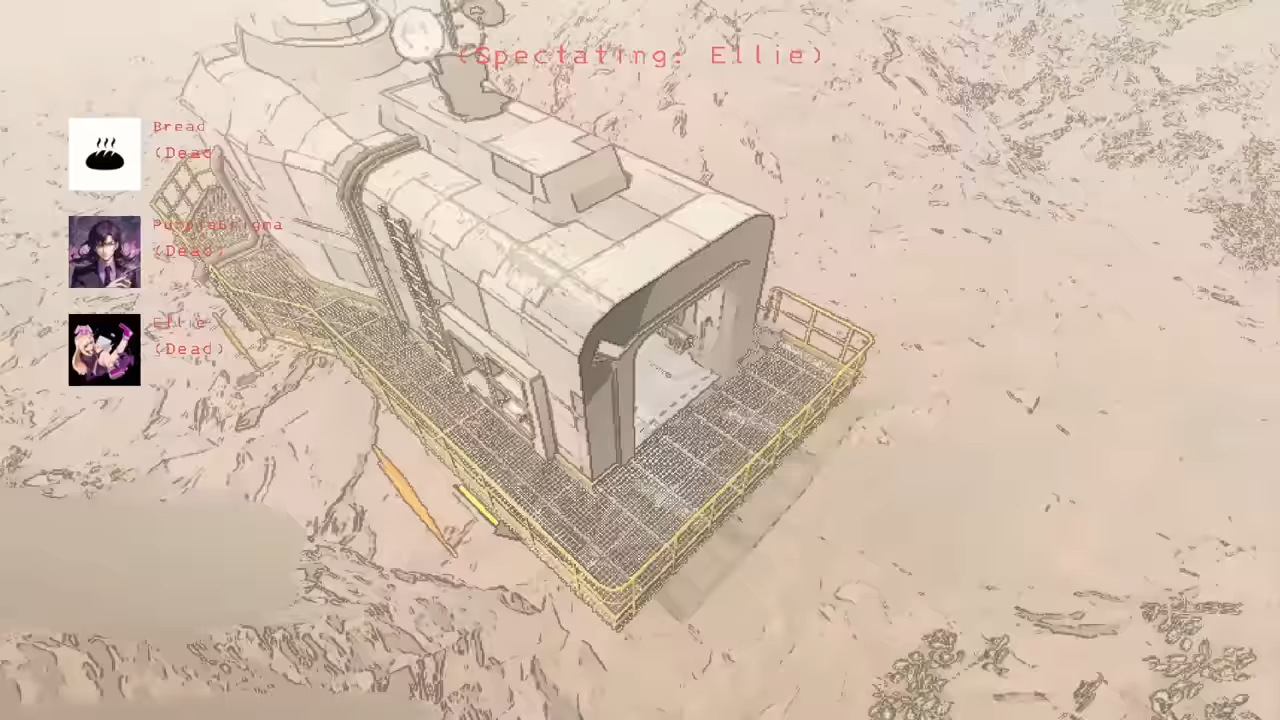 (Spectating: Ellie)
Bread
(Dead
(Dead)
Ellie
(Dead)